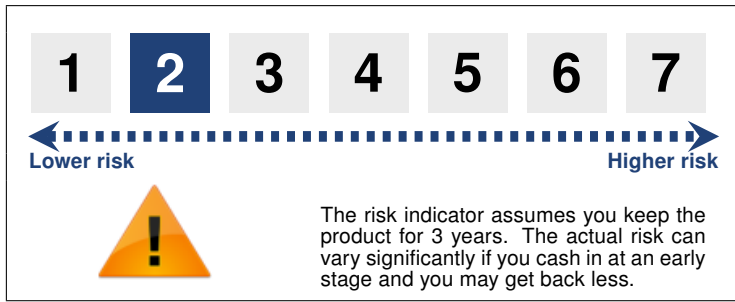 1 2 3 4 5 6 7
Lower risk Higher risk
!
The risk indicator assumes you keep the
product for 3 years. The actual risk can
vary significantly if you cash in at an early
stage and you may get back less.